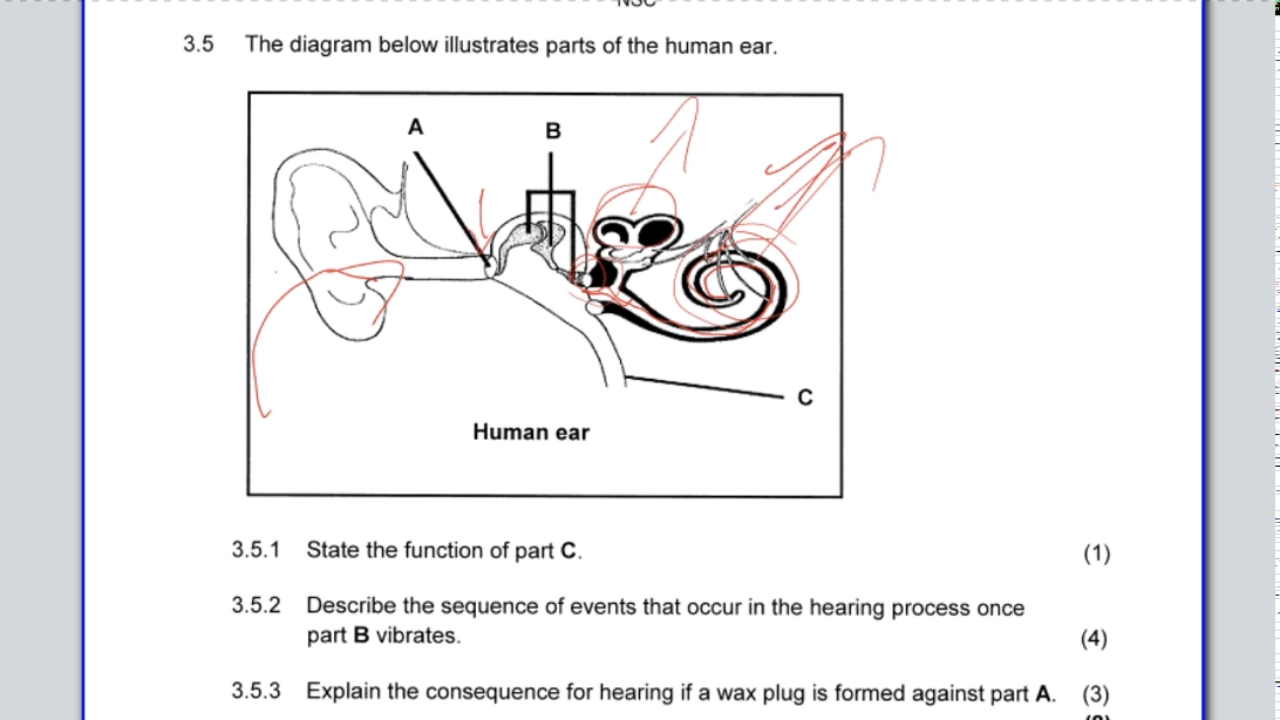 NSC
3.5 The diagram below illustrates parts of the human ear.
A
B
C
Human ear
3.5.1 State the function of part C. (1)
3.5.2 Describe the sequence of events that occur in the hearing process once
part B vibrates. (4)
3.5.3 Explain the consequence for hearing if a wax plug is formed against part A. (3)